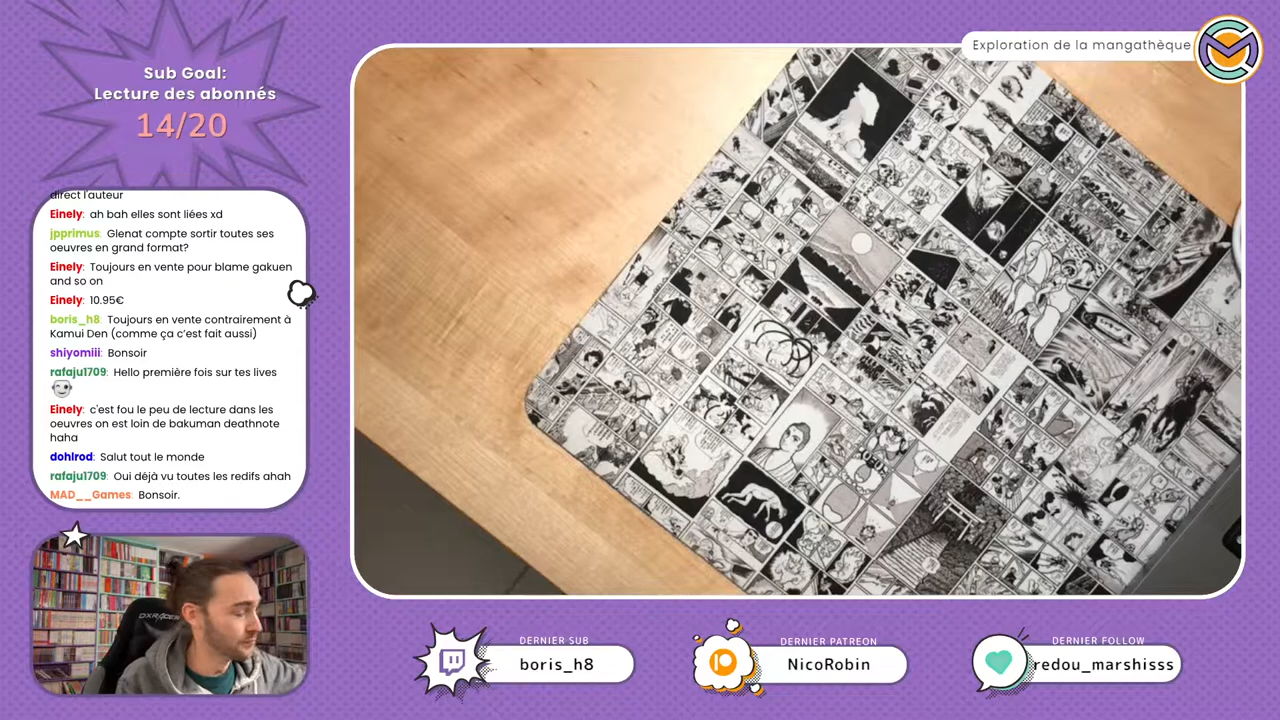 Sub Goal:
Lecture des abonnés
14/20
direct l'auteur
Einely: ah bah elles sont liées xd
jpprimus: Glenat compte sortir toutes ses
oeuvres en grand format?
Einely: Toujours en vente pour blame gakuen
and so on
Einely: 10.95€
boris_h8: Toujours en vente contrairement à
Kamui Den (comme ça c'est fait aussi)
shiyomiii: Bonsoir
rafaju1709: Hello première fois sur tes lives
Einely: c'est fou le peu de lecture dans les
oeuvres on est loin de bakuman deathnote
haha
dohlrod: Salut tout le monde
rafaju1709: Oui déjà vu toutes les redifs ahah
MAD__Games: Bonsoir.
Exploration de la mangathèque
DXRACER
DERNIER SUB
boris_h8
DERNIER PATREON
NicoRobin
DERNIER FOLLOW
redou_marshisss